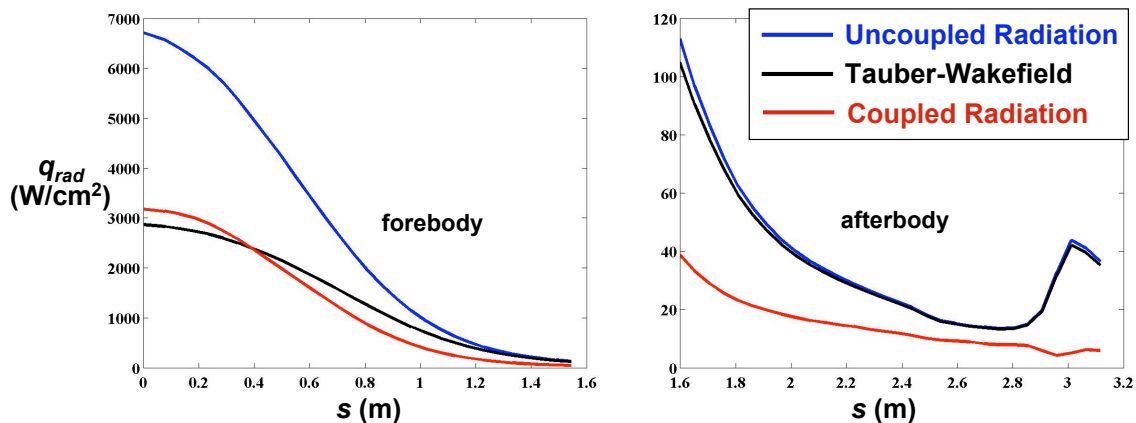 7000
6000
5000
4000
3000
2000
1000
0
q_rad
(W/cm²)
forebody
0 0.2 0.4 0.6 0.8 1 1.2 1.4 1.6
s (m)
120
100
80
60
40
20
0
Uncoupled Radiation
Tauber-Wakefield
Coupled Radiation
afterbody
1.6 1.8 2 2.2 2.4 2.6 2.8 3 3.2
s (m)